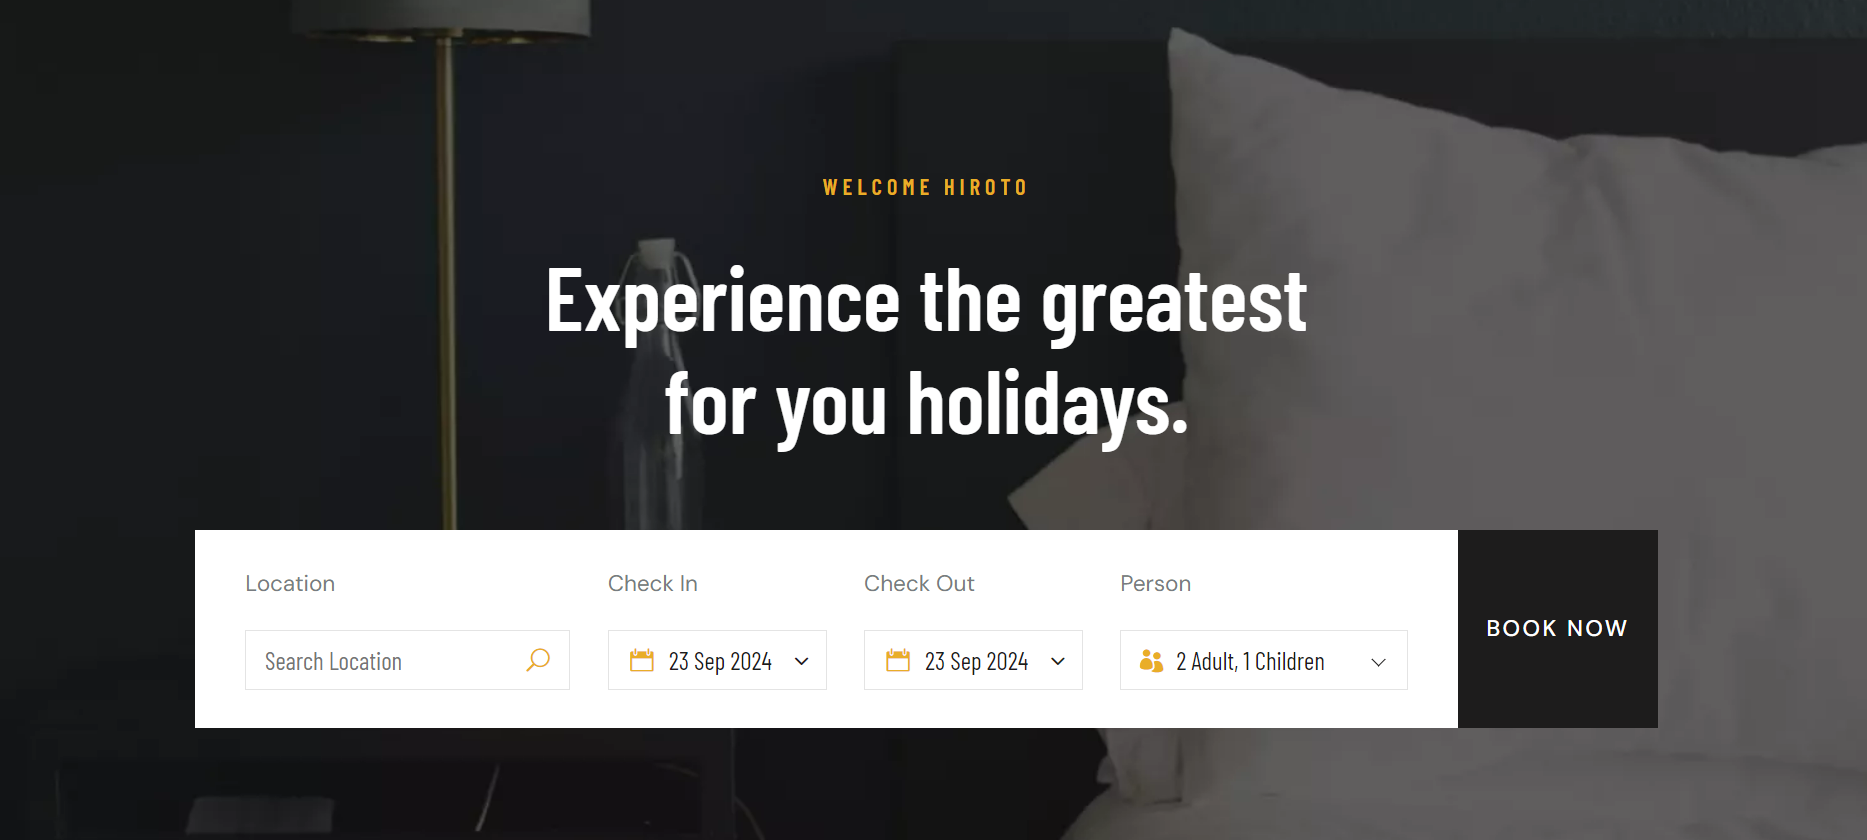 WELCOME HIROTO
Experience the greatest
for you holidays.
Location
Check In
Check Out
Person
Search Location
23 Sep 2024
23 Sep 2024
2 Adult, 1 Children
BOOK NOW